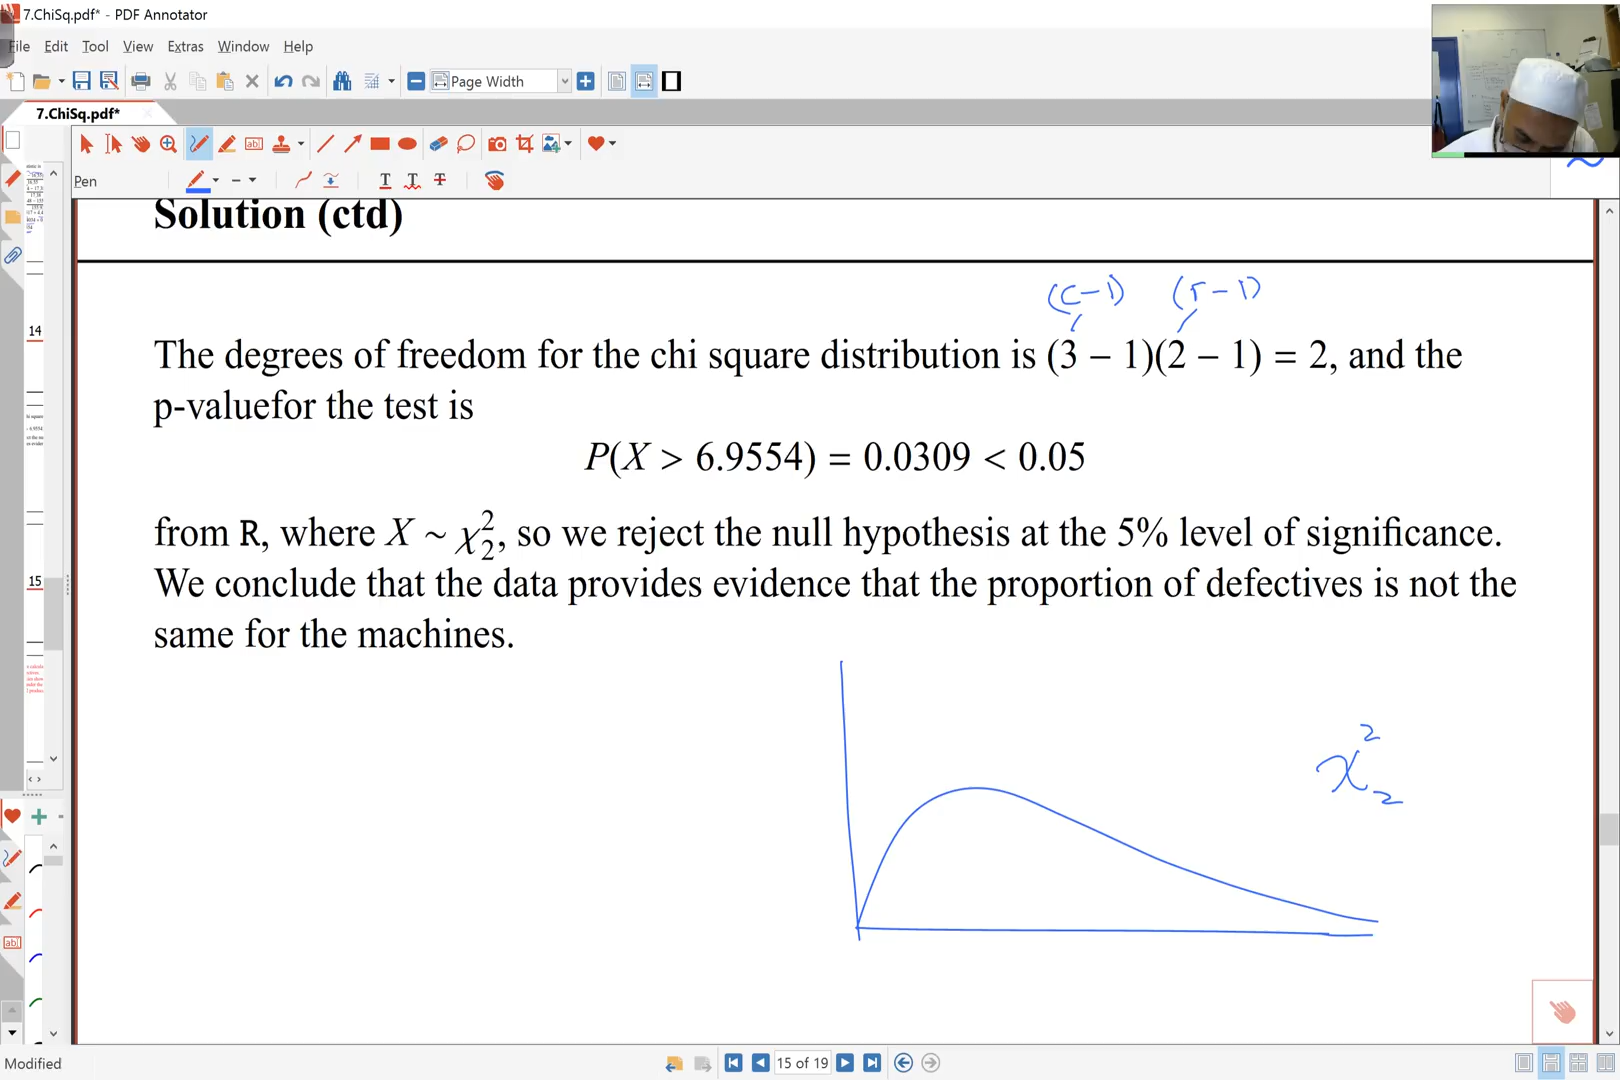 7.ChiSq.pdf* - PDF Annotator
File Edit Tool View Extras Window Help
Page Width
7.ChiSq.pdf*
Pen
Solution (ctd)
(c-1) (r-1)
The degrees of freedom for the chi square distribution is (3 − 1)(2 − 1) = 2, and the
p-valuefor the test is
P(X > 6.9554) = 0.0309 < 0.05
from R, where X ~ χ²₂, so we reject the null hypothesis at the 5% level of significance.
We conclude that the data provides evidence that the proportion of defectives is not the
same for the machines.
χ²₂
14
15
Modified
15 of 19